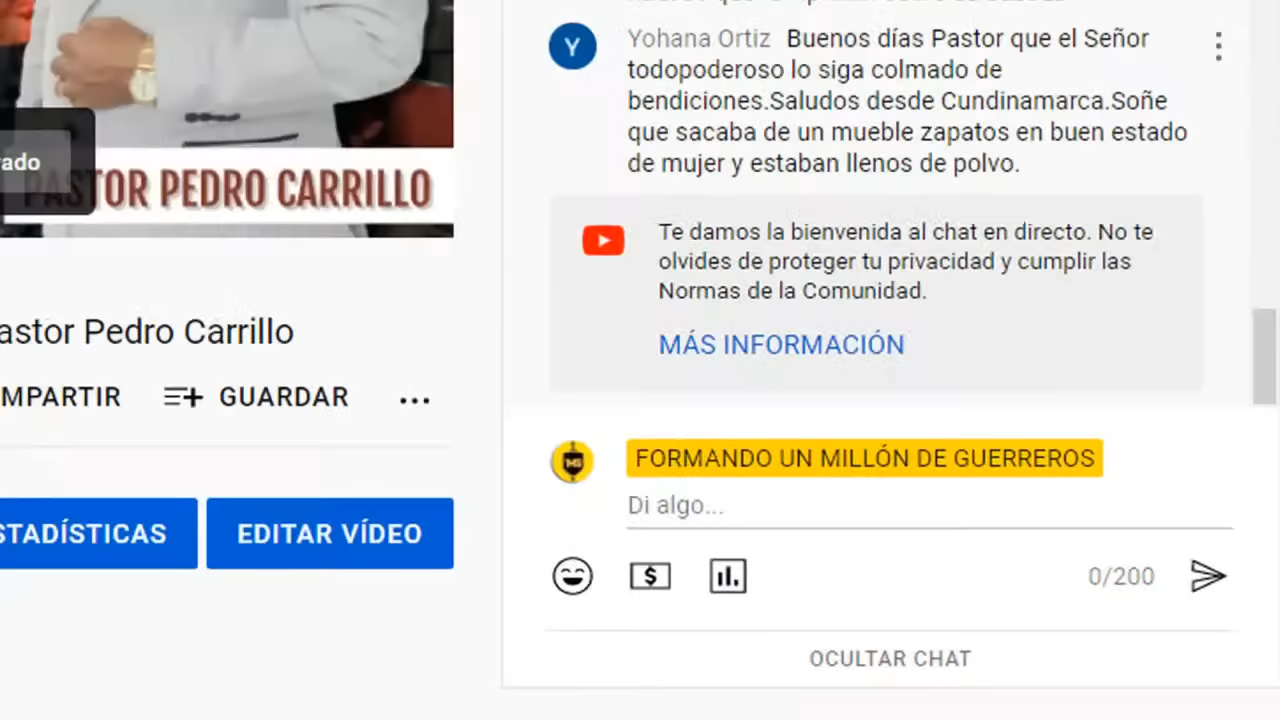 Yohana Ortiz Buenos días Pastor que el Señor
todopoderoso lo siga colmado de
bendiciones.Saludos desde Cundinamarca.Soñe
que sacaba de un mueble zapatos en buen estado
de mujer y estaban llenos de polvo.
Te damos la bienvenida al chat en directo. No te
olvides de proteger tu privacidad y cumplir las
Normas de la Comunidad.
MÁS INFORMACIÓN
FORMANDO UN MILLÓN DE GUERREROS
Di algo...
0/200
OCULTAR CHAT
ado
PASTOR PEDRO CARRILLO
astor Pedro Carrillo
MPARTIR GUARDAR
STADÍSTICAS EDITAR VÍDEO